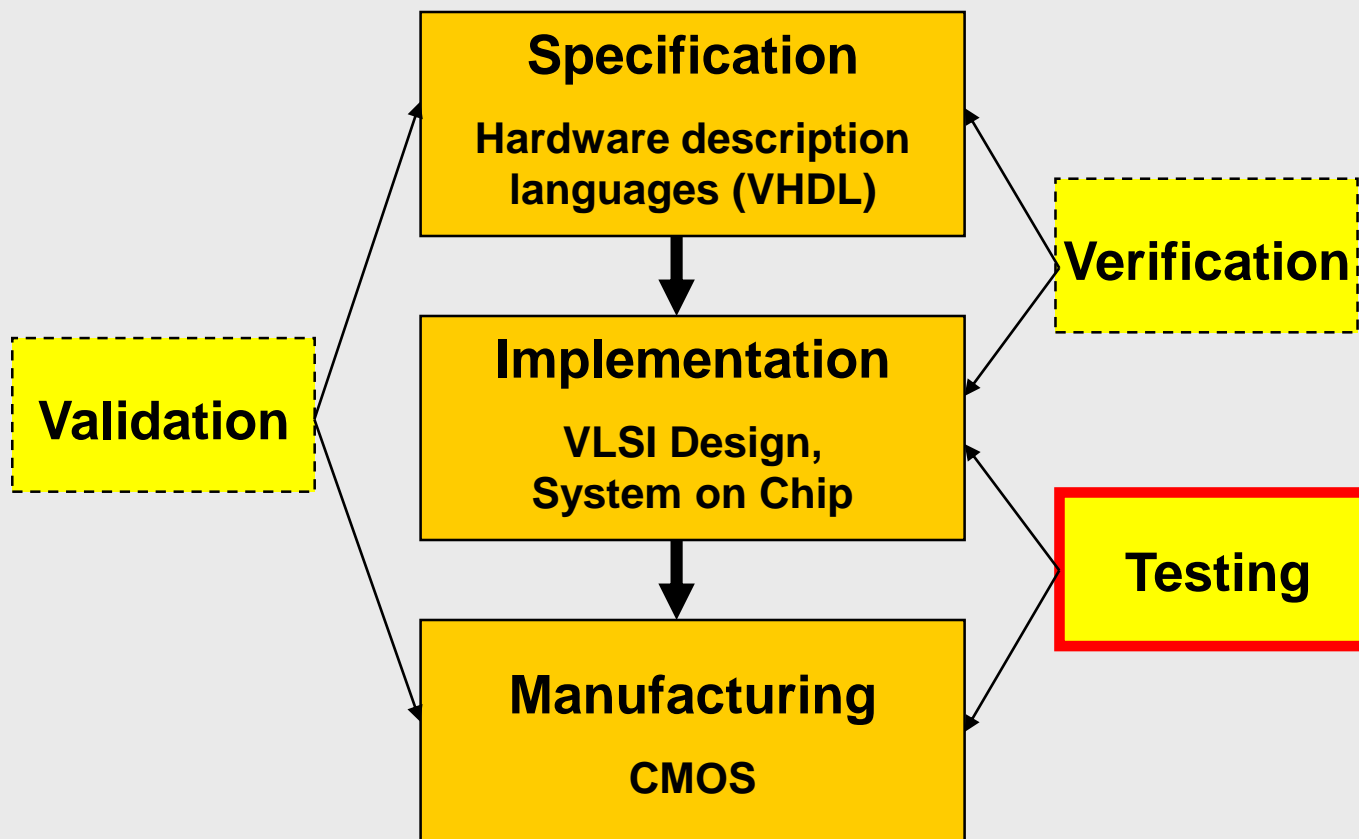 Specification
Hardware description
languages (VHDL)
Verification
Implementation
VLSI Design,
System on Chip
Validation
Testing
Manufacturing
CMOS